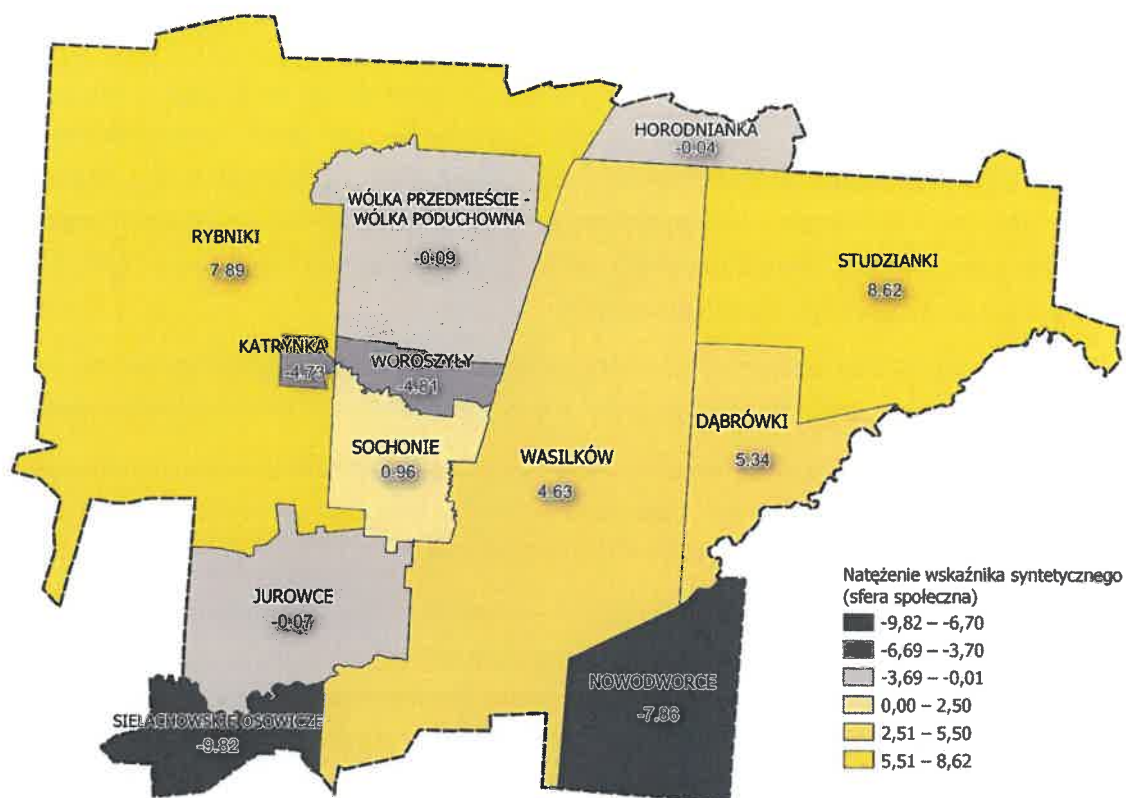 HORODNIANKA
-0.04
WÓLKA PRZEDMIEŚCIE -
WÓLKA PODUCHOWNA
-0.09
RYBNIKI
7.89
STUDZIANKI
8.62
KATRYNKA
-4.73
WOROSZYŁY
-4.81
SOCHONIE
0.96
WASILKÓW
4.63
DĄBRÓWKI
5.34
JUROWCE
-0.07
NOWODWORCE
-7.86
SIELACHOWSKIE, OSOWICZE
-9.82
Natężenie wskaźnika syntetycznego
(sfera społeczna)
-9,82 – -6,70
-6,69 – -3,70
-3,69 – -0,01
0,00 – 2,50
2,51 – 5,50
5,51 – 8,62